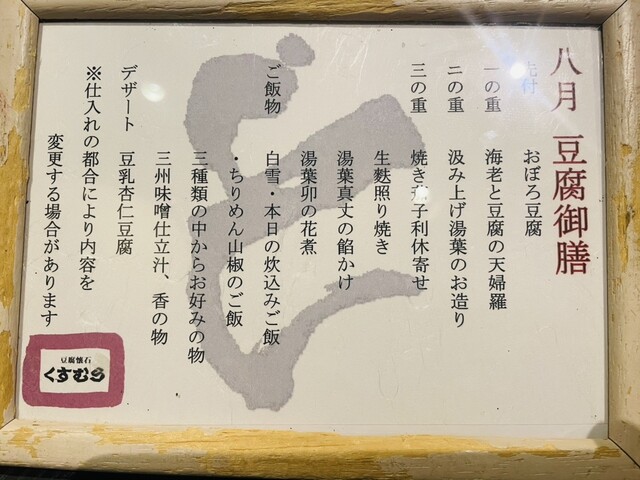 八月 豆腐御膳
先付 おぼろ豆腐
一の重 海老と豆腐の天婦羅
二の重 汲み上げ湯葉のお造り
三の重 焼き茄子利休寄せ
生麩照り焼き
湯葉真丈の餡かけ
湯葉卯の花煮
ご飯物 白雪・本日の炊込みご飯
・ちりめん山椒のご飯
三種類の中からお好みの物
三州味噌仕立汁、香の物
デザート 豆乳杏仁豆腐
※仕入れの都合により内容を
変更する場合があります
豆腐懐石
くすむら